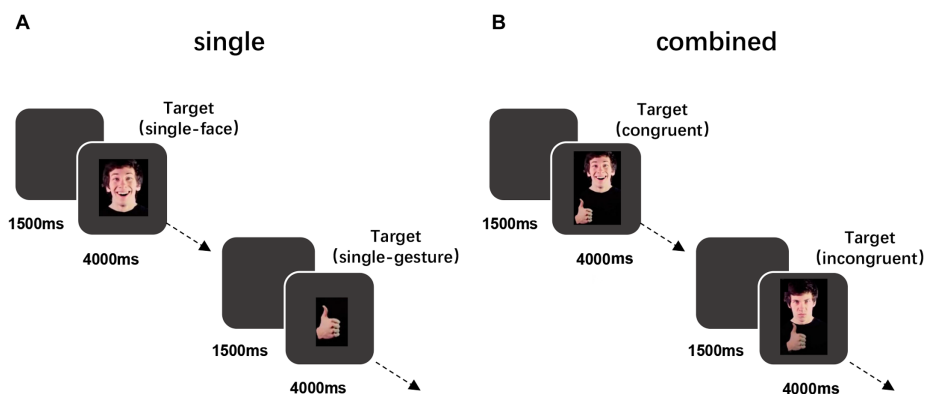 A
single
Target
(single-face)
1500ms
4000ms
Target
(single-gesture)
1500ms
4000ms
B
combined
Target
(congruent)
1500ms
4000ms
Target
(incongruent)
1500ms
4000ms